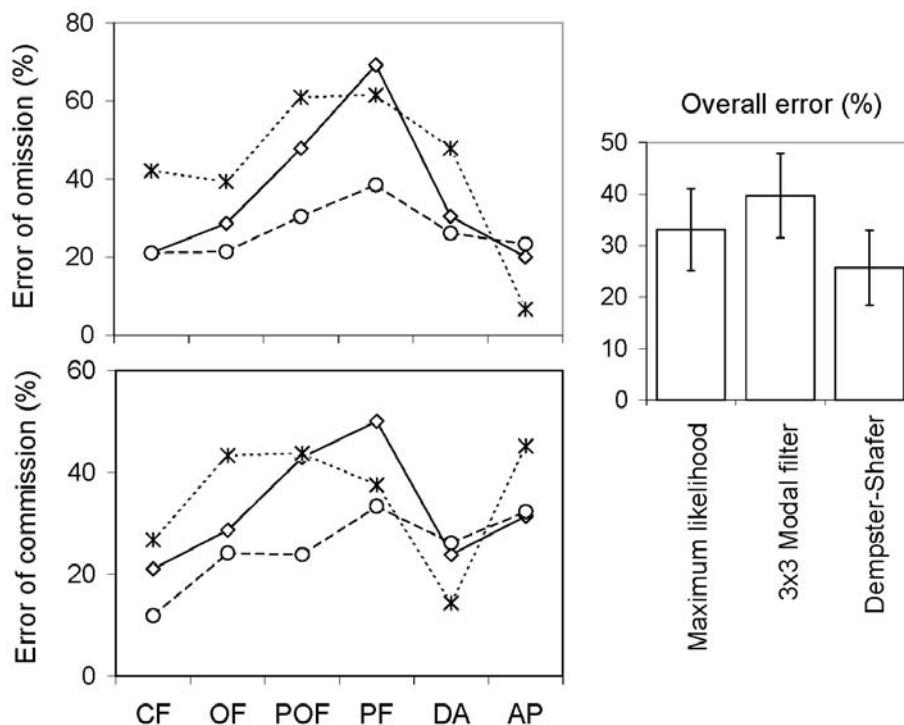 Error of omission (%)
80
60
40
20
0
Error of commission (%)
60
40
20
0
CF OF POF PF DA AP
Overall error (%)
50
40
30
20
10
0
Maximum likelihood
3x3 Modal filter
Dempster-Shafer